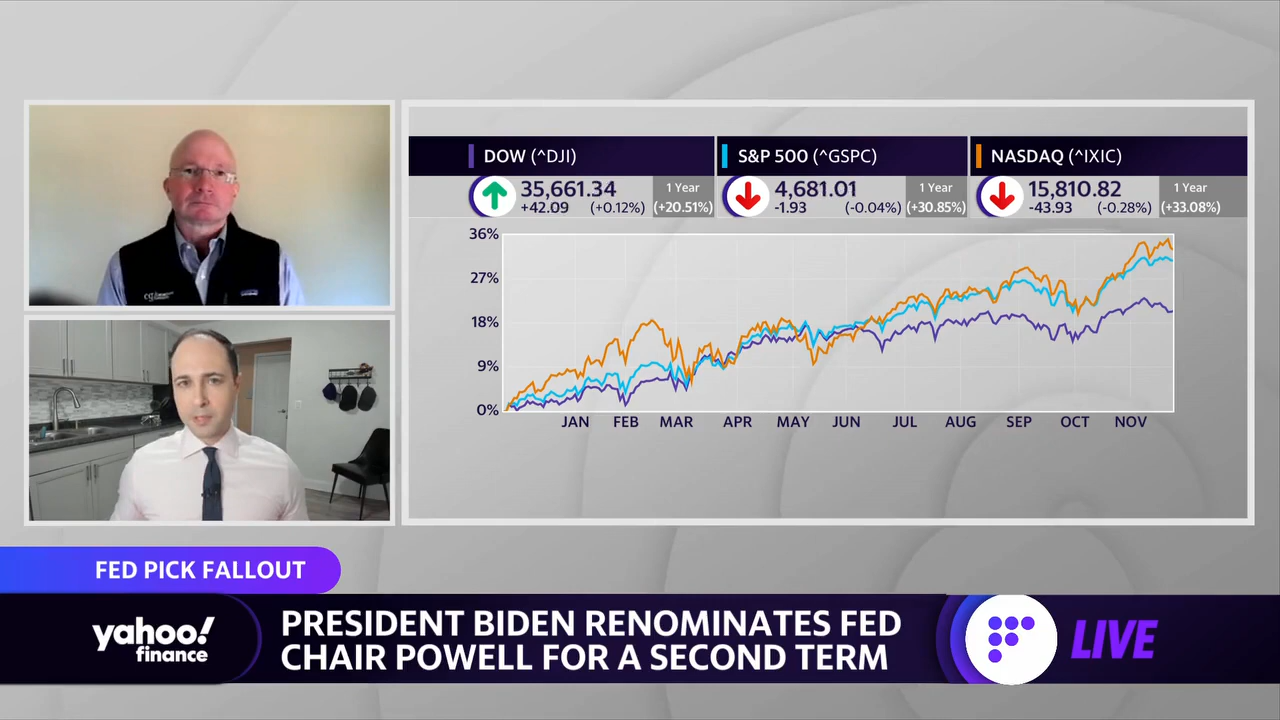 DOW (^DJI)
35,661.34
+42.09 (+0.12%)
1 Year
(+20.51%)
S&P 500 (^GSPC)
4,681.01
-1.93 (-0.04%)
1 Year
(+30.85%)
NASDAQ (^IXIC)
15,810.82
-43.93 (-0.28%)
1 Year
(+33.08%)
36%
27%
18%
9%
0%
JAN FEB MAR APR MAY JUN JUL AUG SEP OCT NOV
FED PICK FALLOUT
yahoo!
finance
PRESIDENT BIDEN RENOMINATES FED
CHAIR POWELL FOR A SECOND TERM
LIVE